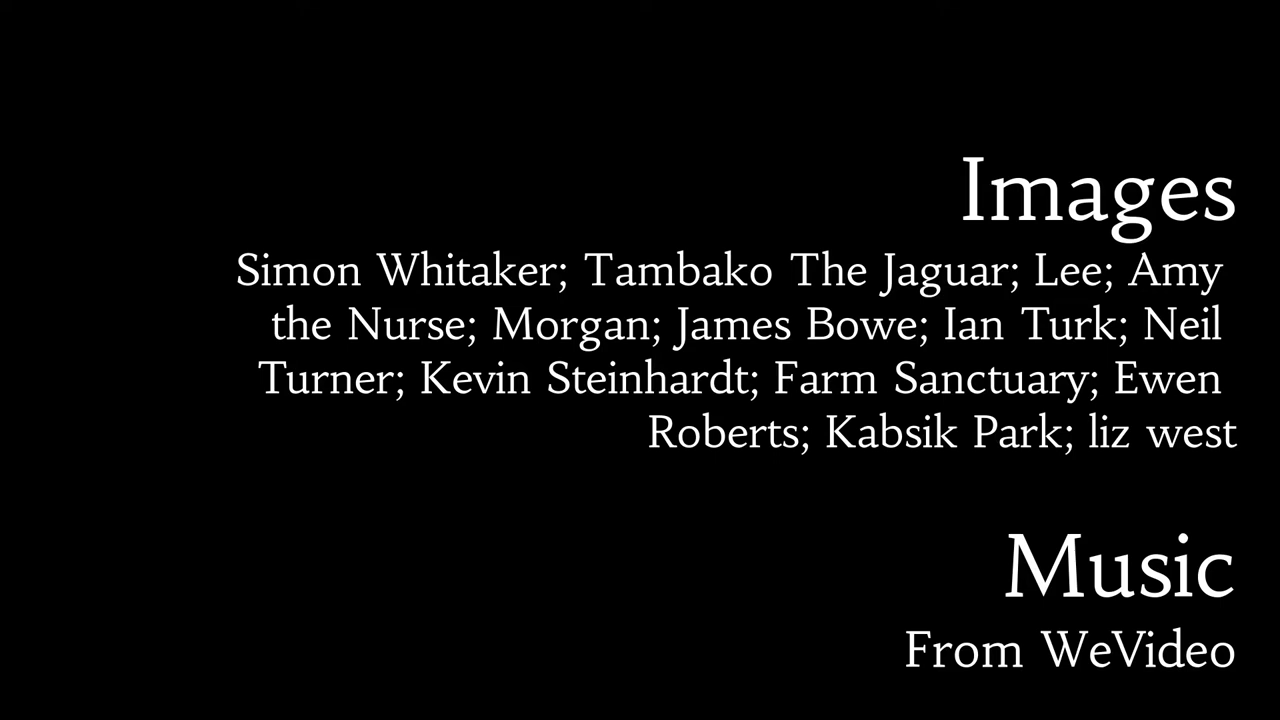 Images
Simon Whitaker; Tambako The Jaguar; Lee; Amy
the Nurse; Morgan; James Bowe; Ian Turk; Neil
Turner; Kevin Steinhardt; Farm Sanctuary; Ewen
Roberts; Kabsik Park; liz west
Music
From WeVideo